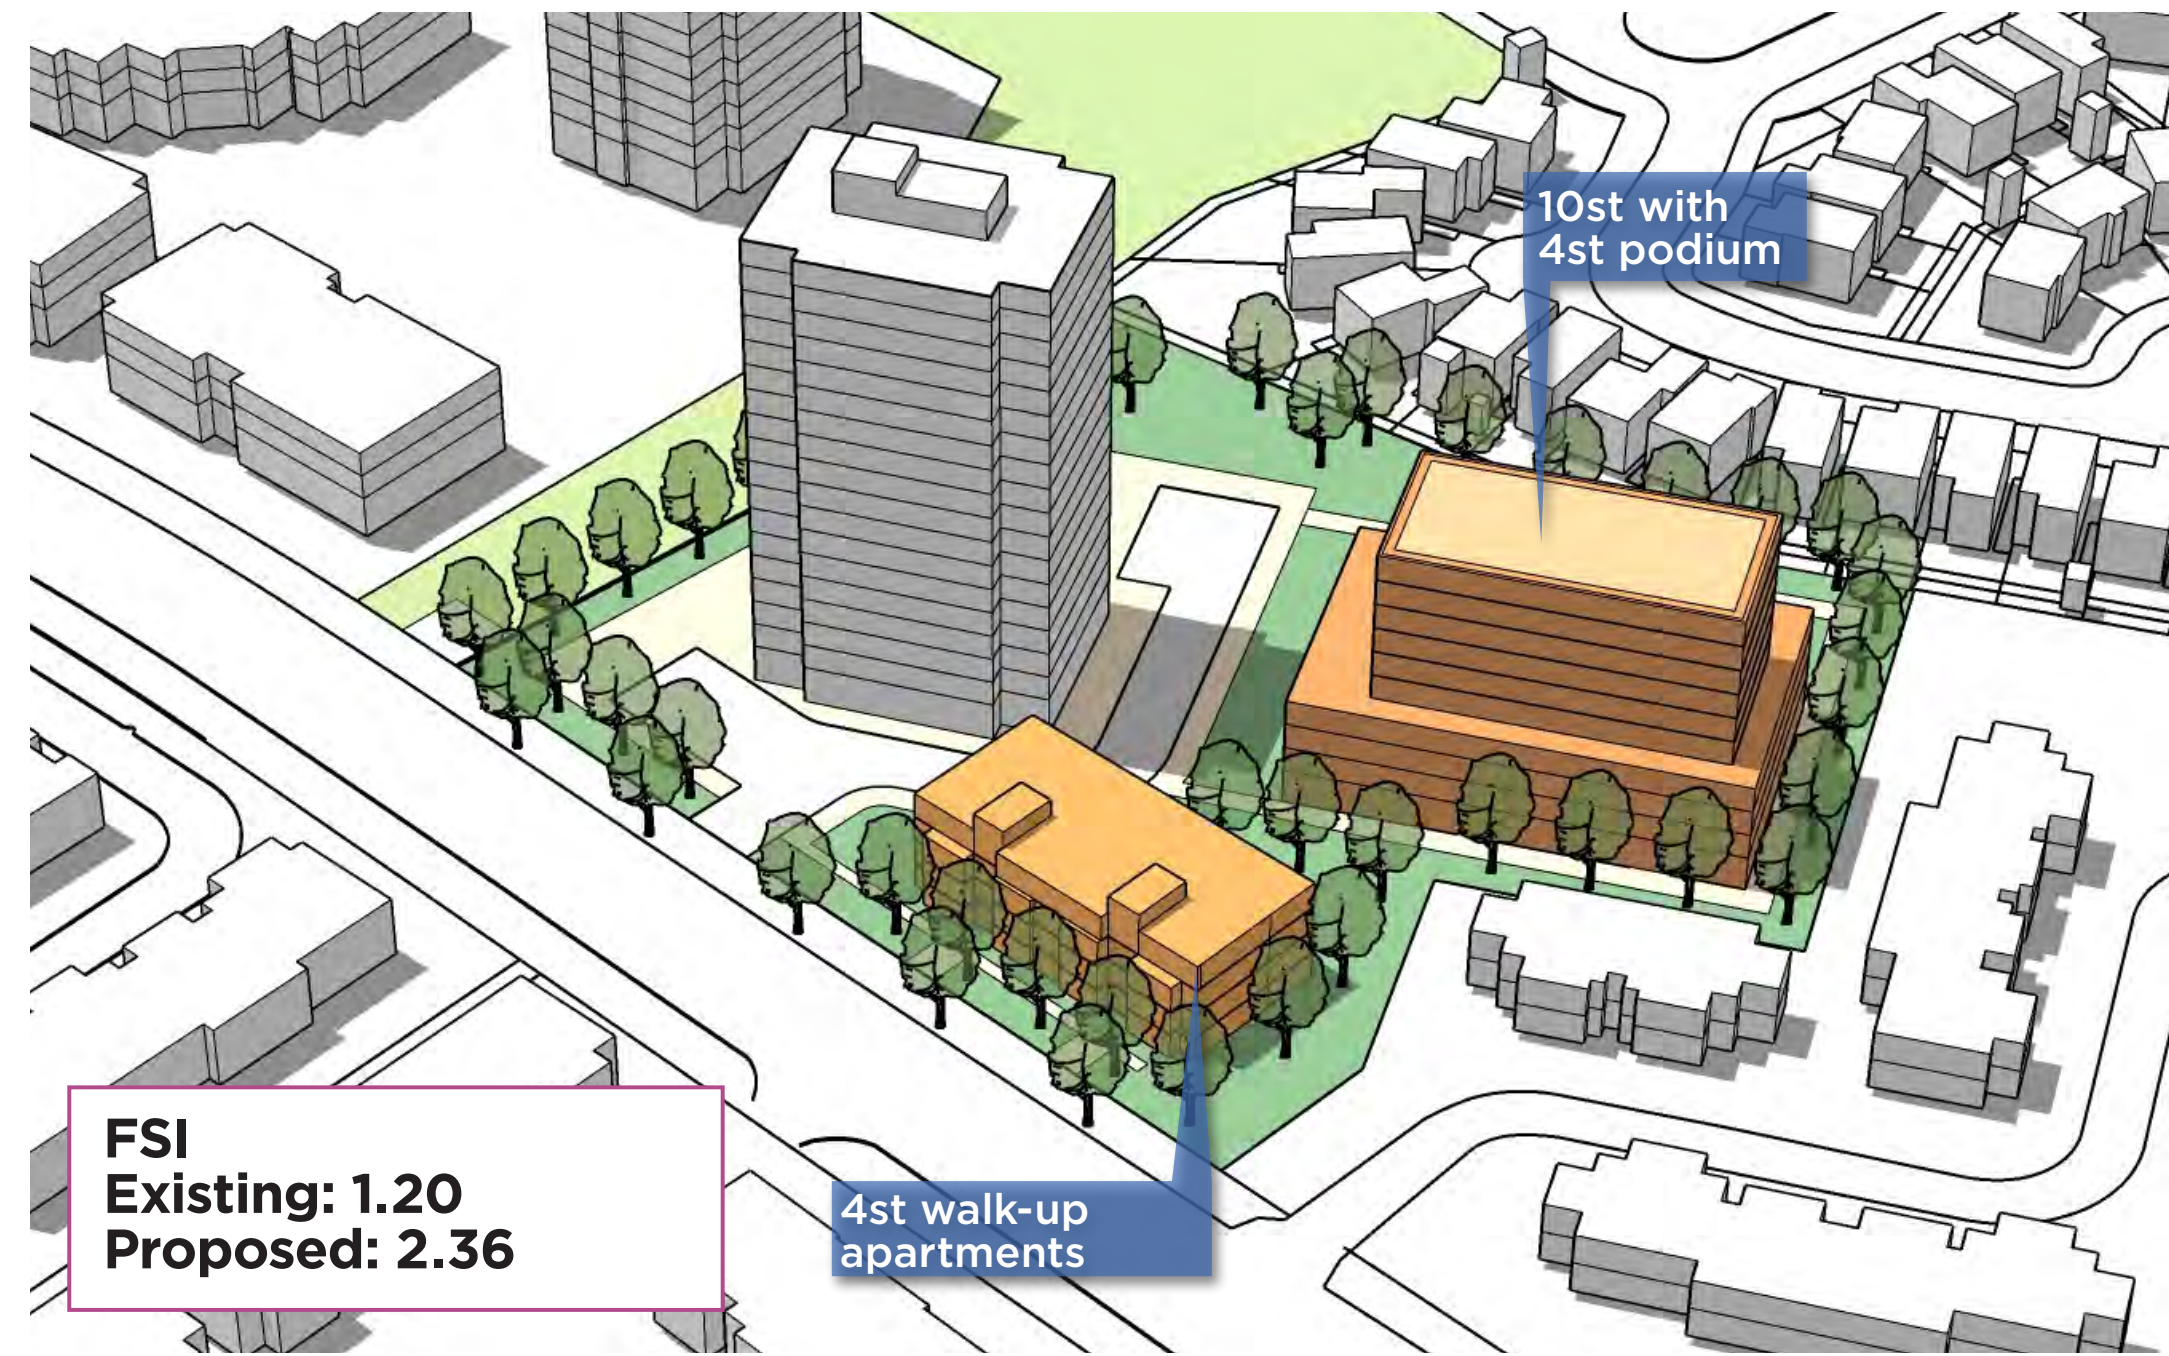 10st with
4st podium
FSI
Existing: 1.20
Proposed: 2.36
4st walk-up
apartments